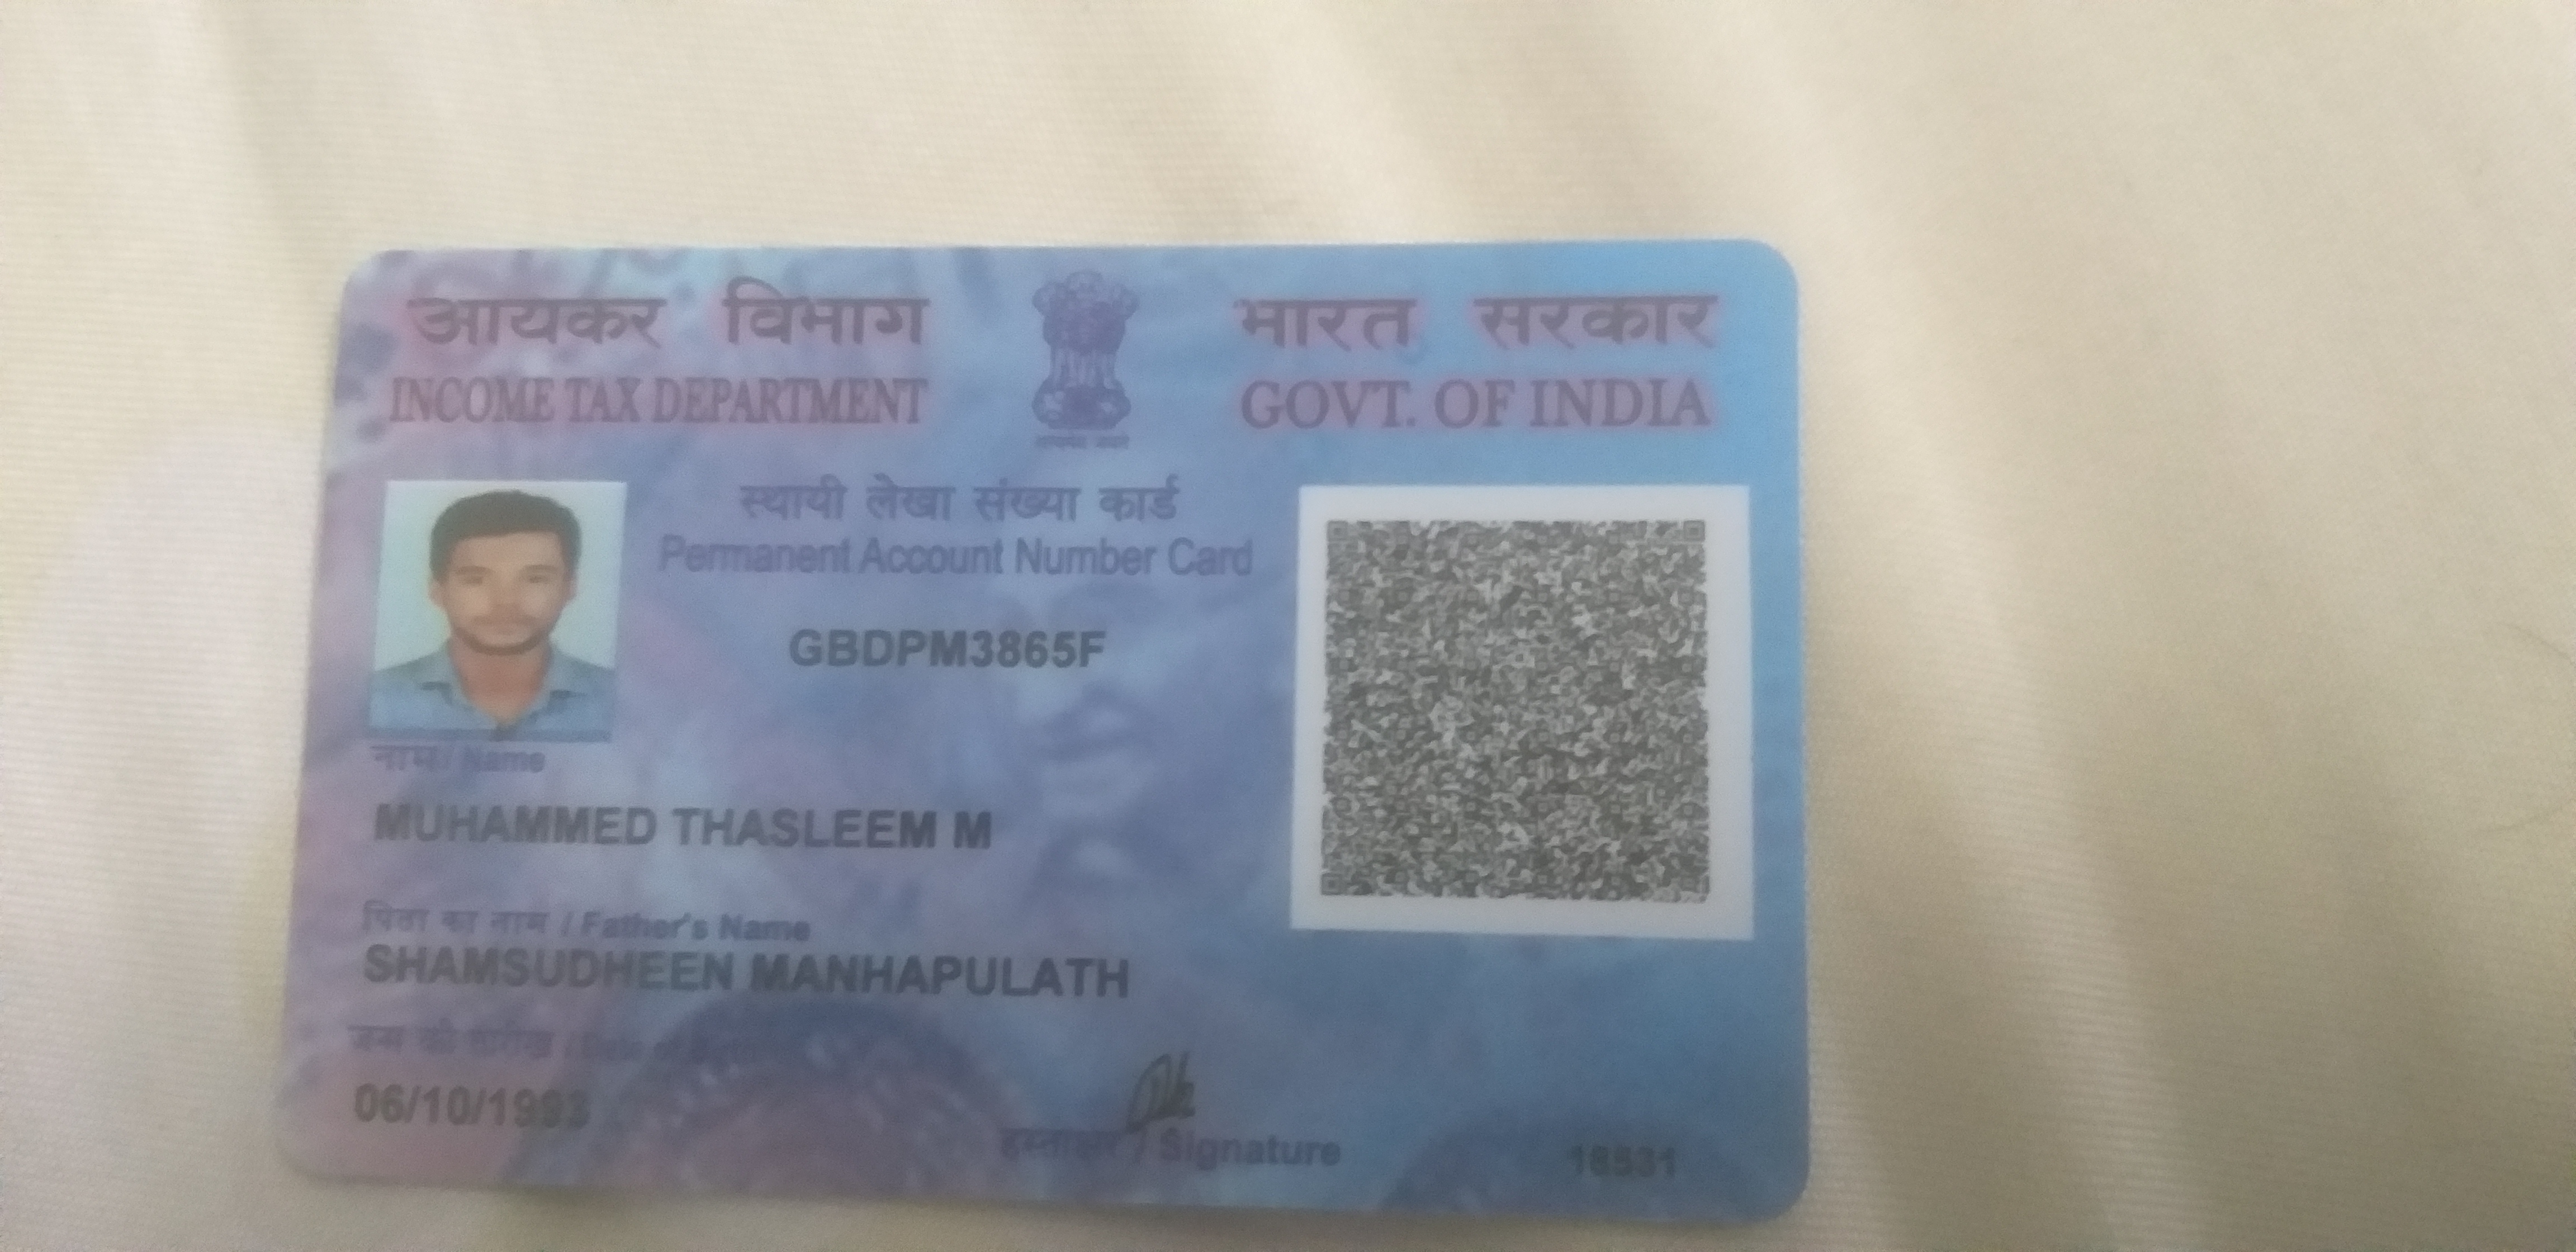 आयकर विभाग
INCOME TAX DEPARTMENT
भारत सरकार
GOVT. OF INDIA
स्थायी लेखा संख्या कार्ड
Permanent Account Number Card
GBDPM3865F
नाम / Name
MUHAMMED THASLEEM M
पिता का नाम / Father's Name
SHAMSUDHEEN MANHAPULATH
जन्म की तारीख / Date of Birth
06/10/1993
हस्ताक्षर / Signature
18531